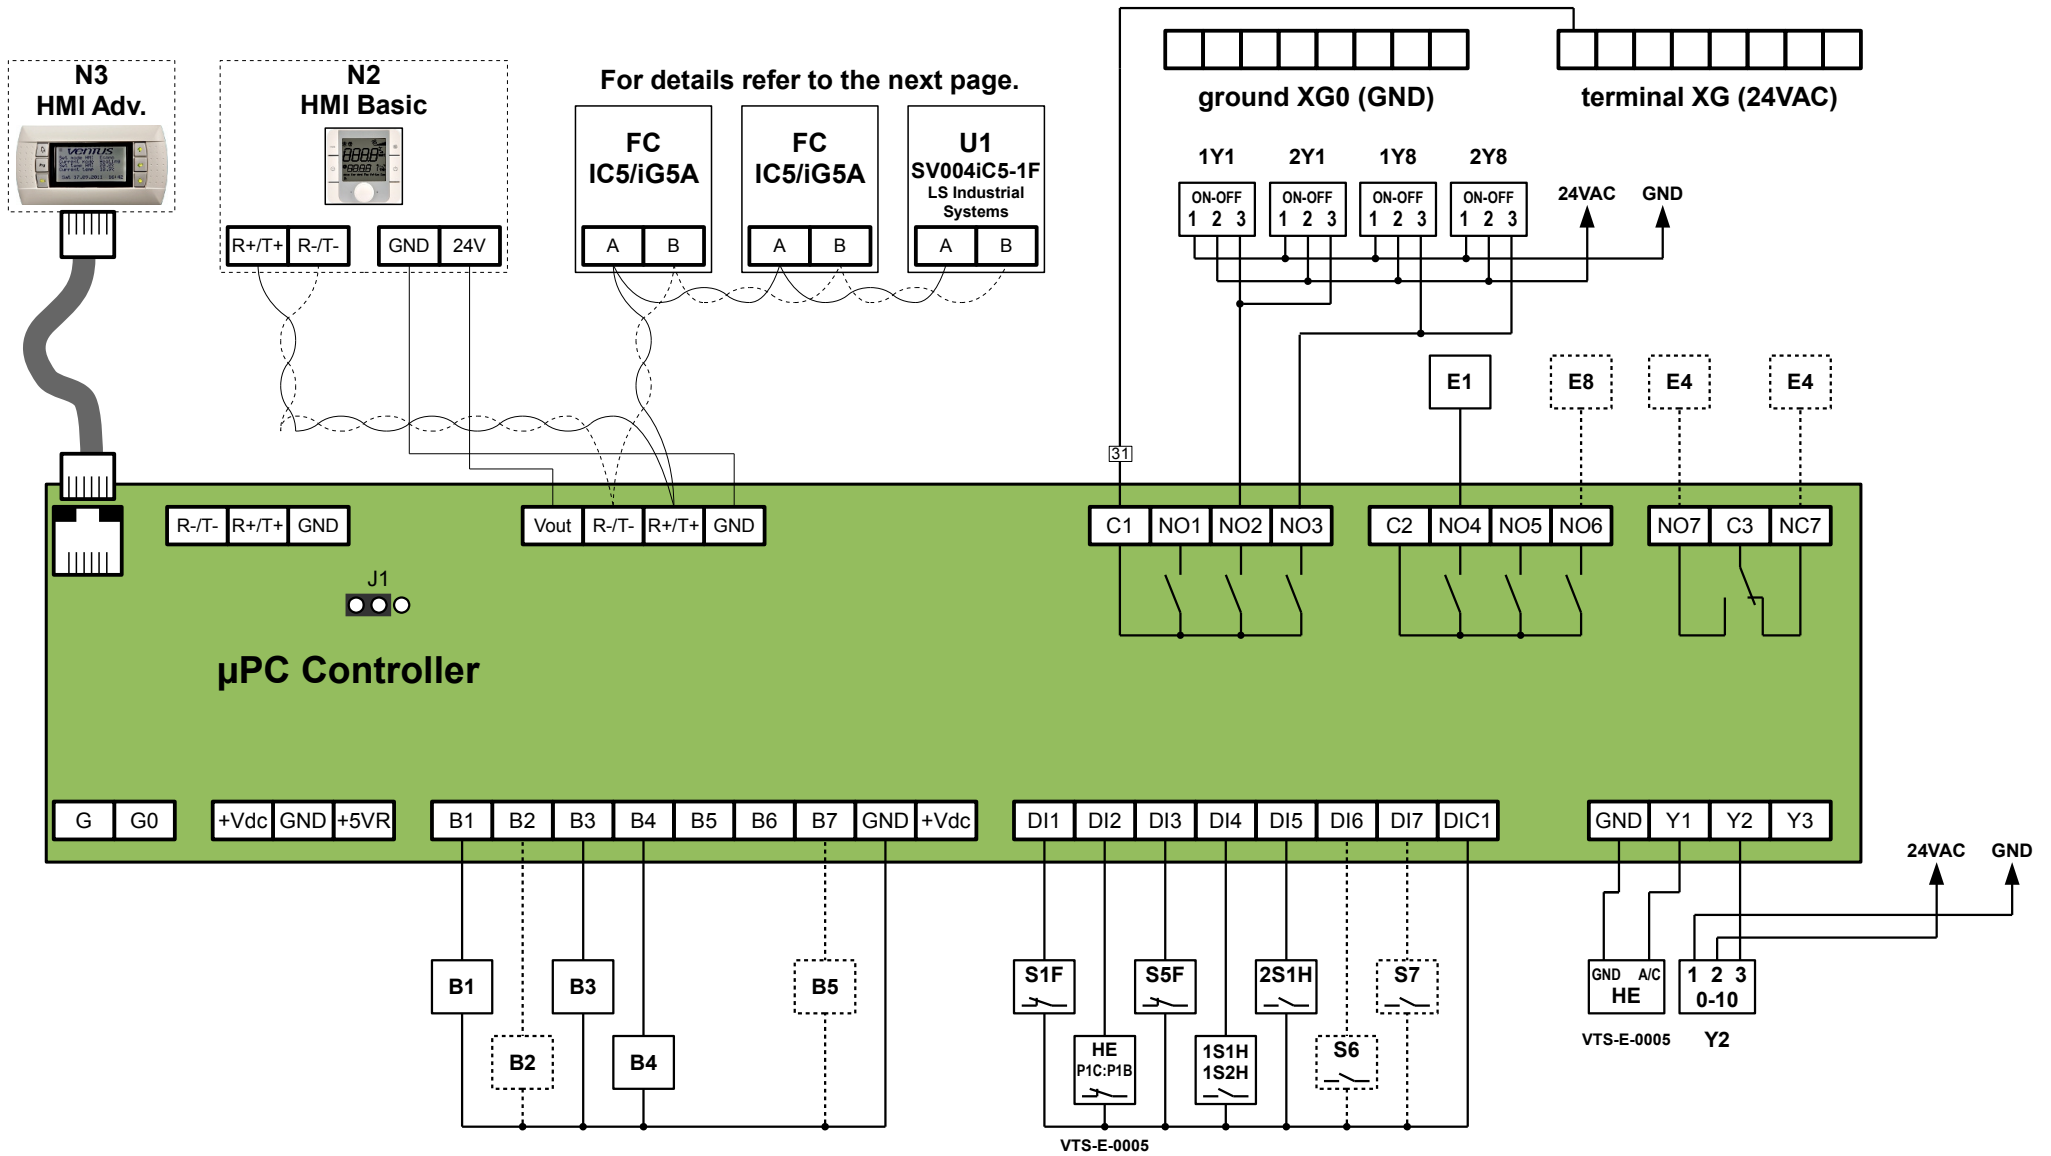 N3
HMI Adv.
ventus
N2
HMI Basic
R+/T+ R-/T- GND 24V
For details refer to the next page.
FC
IC5/iG5A
A B
FC
IC5/iG5A
A B
U1
SV004iC5-1F
LS Industrial
Systems
A B
ground XG0 (GND)
terminal XG (24VAC)
1Y1 2Y1 1Y8 2Y8
ON-OFF ON-OFF ON-OFF ON-OFF
1 2 3 1 2 3 1 2 3 1 2 3
24VAC GND
E1 E8 E4 E4
31
R-/T- R+/T+ GND
Vout R-/T- R+/T+ GND
C1 NO1 NO2 NO3
C2 NO4 NO5 NO6
NO7 C3 NC7
J1
µPC Controller
G G0
+Vdc GND +5VR
B1 B2 B3 B4 B5 B6 B7 GND +Vdc
DI1 DI2 DI3 DI4 DI5 DI6 DI7 DIC1
GND Y1 Y2 Y3
24VAC GND
B1 B3 B5
B2 B4
S1F S5F 2S1H S7
HE
P1C:P1B
1S1H
1S2H
S6
VTS-E-0005
GND A/C
HE
VTS-E-0005
1 2 3
0-10
Y2